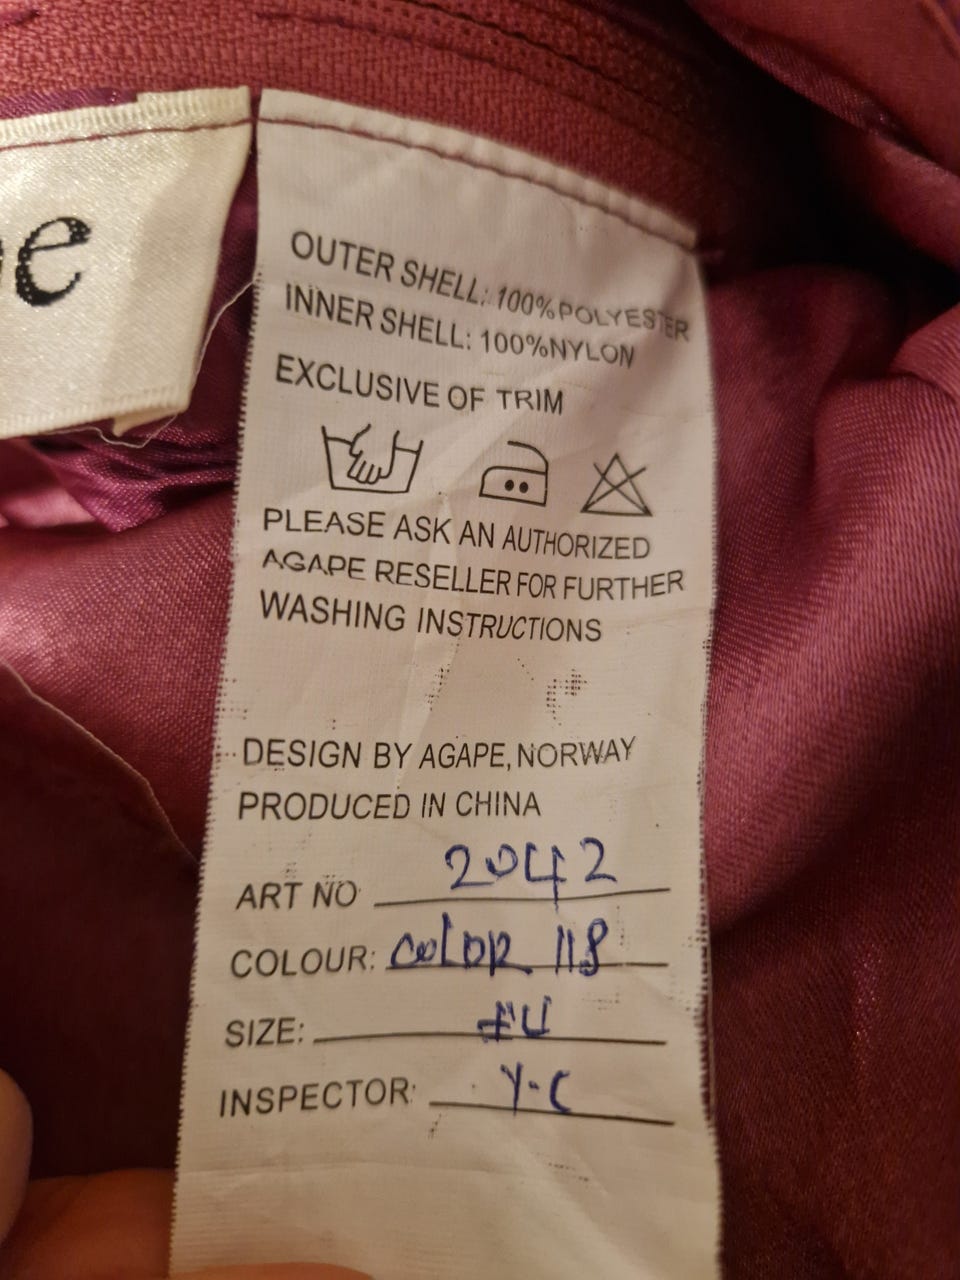 e
OUTER SHELL: 100%POLYESTER
INNER SHELL: 100%NYLON
EXCLUSIVE OF TRIM
PLEASE ASK AN AUTHORIZED
AGAPE RESELLER FOR FURTHER
WASHING INSTRUCTIONS
DESIGN BY AGAPE, NORWAY
PRODUCED IN CHINA
ART NO 2042
COLOUR: COLOR 118
SIZE:
INSPECTOR: Y-C